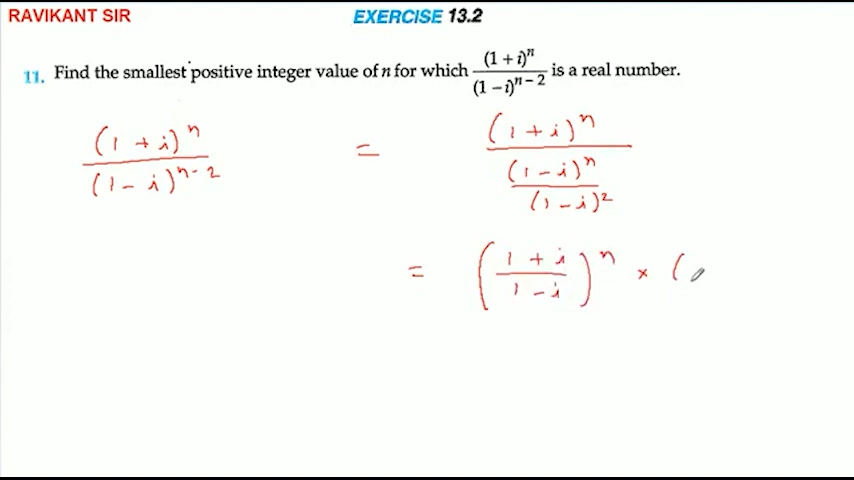 RAVIKANT SIR
EXERCISE 13.2
11. Find the smallest positive integer value of n for which (1 + i)^n / (1 − i)^(n − 2) is a real number.
(1 + i)^n / (1 − i)^(n − 2) = (1 + i)^n / ((1 − i)^n / (1 − i)^2)
= ((1 + i) / (1 − i))^n × (